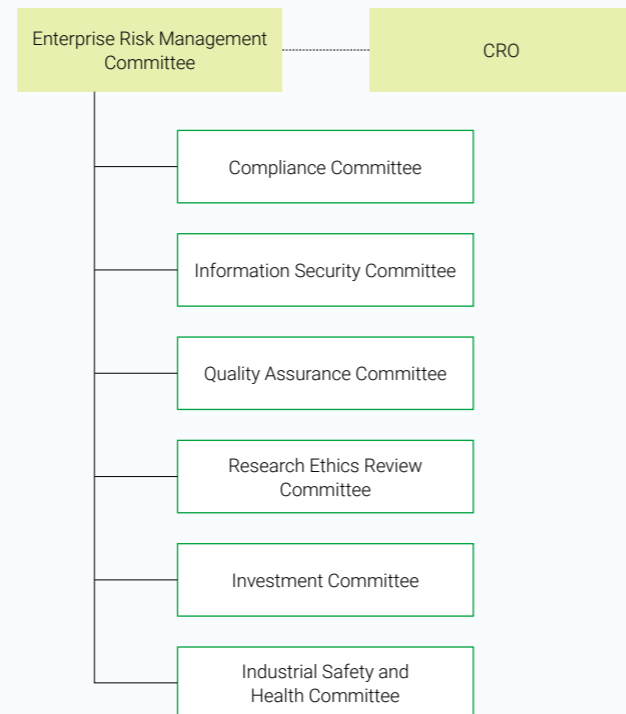 Enterprise Risk Management
Committee
CRO
Compliance Committee
Information Security Committee
Quality Assurance Committee
Research Ethics Review
Committee
Investment Committee
Industrial Safety and
Health Committee